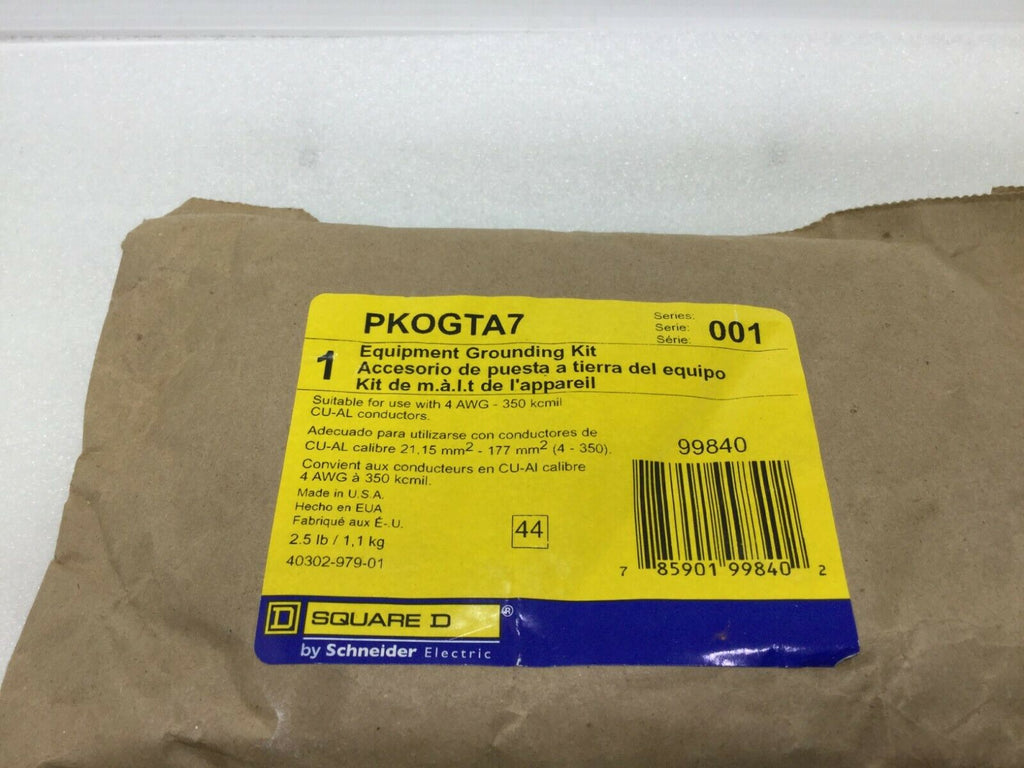 PKOGTA7
Series:
Serie:
Série:
001
1
Equipment Grounding Kit
Accesorio de puesta a tierra del equipo
Kit de m.à.l.t de l'appareil
Suitable for use with 4 AWG - 350 kcmil
CU-AL conductors.
Adecuado para utilizarse con conductores de
CU-AL calibre 21,15 mm² - 177 mm² (4 - 350).
Convient aux conducteurs en CU-Al calibre
4 AWG à 350 kcmil.
Made in U.S.A.
Hecho en EUA
Fabriqué aux É-.U.
2.5 lb / 1,1 kg
40302-979-01
44
99840
7 85901 99840 2
D SQUARE D ®
by Schneider Electric